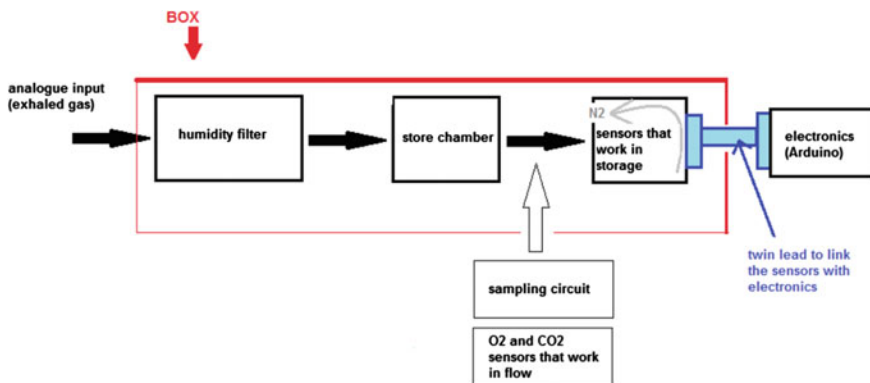 BOX
analogue input
(exhaled gas)
humidity filter
store chamber
N2
sensors that
work in
storage
electronics
(Arduino)
twin lead to link
the sensors with
electronics
sampling circuit
O2 and CO2
sensors that work
in flow